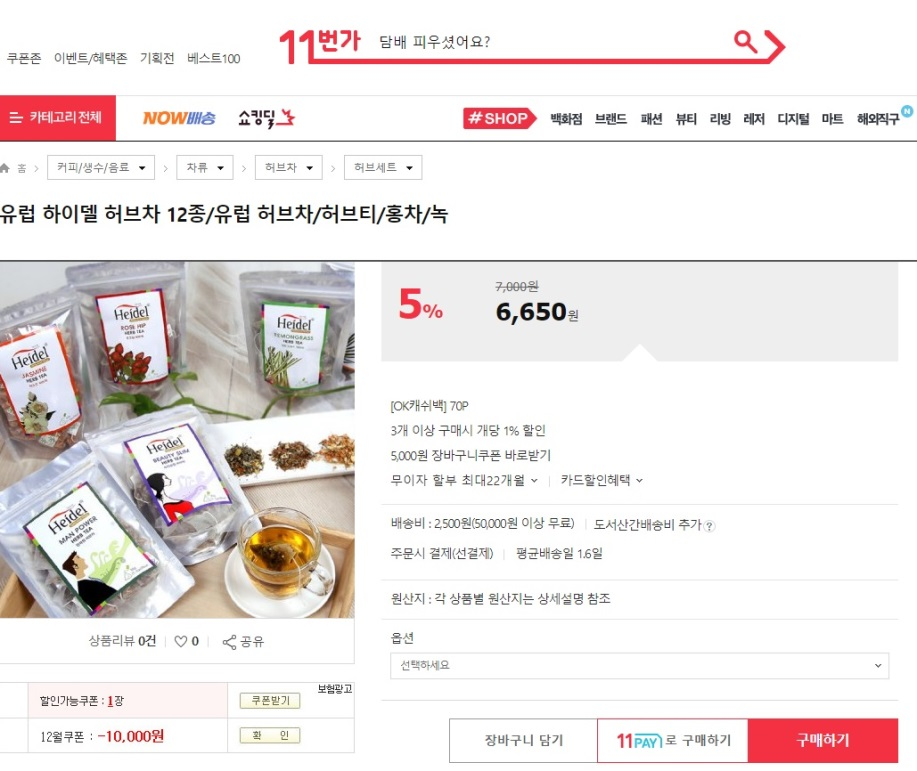 쿠폰존 이벤트/혜택존 기획전 베스트100
11번가 담배 피우셨어요?
카테고리 전체 NOW배송 쇼킹딜 #SHOP 백화점 브랜드 패션 뷰티 리빙 레저 디지털 마트 해외직구 N
홈 > 커피/생수/음료 > 차류 > 허브차 > 허브세트
유럽 하이델 허브차 12종/유럽 허브차/허브티/홍차/녹
5% 7,000원
6,650원
Heidel
ROSE HIP
HERB TEA
Heidel
LEMONGRASS
HERB TEA
Heidel
JASMINE
HERB TEA
Heidel
BEAUTY SLIM
HERB TEA
Heidel
MAN POWER
HERB TEA
[OK캐쉬백] 70P
3개 이상 구매시 개당 1% 할인
5,000원 장바구니쿠폰 바로받기
무이자 할부 최대22개월 카드할인혜택
배송비 : 2,500원(50,000원 이상 무료) 도서산간배송비 추가 ?
주문시 결제(선결제) 평균배송일 1.6일
원산지 : 각 상품별 원산지는 상세설명 참조
상품리뷰 0건 0 공유
옵션
선택하세요
보험광고
할인가능쿠폰 : 1장 쿠폰받기
12월쿠폰 : -10,000원 확 인
장바구니 담기 11PAY로 구매하기 구매하기